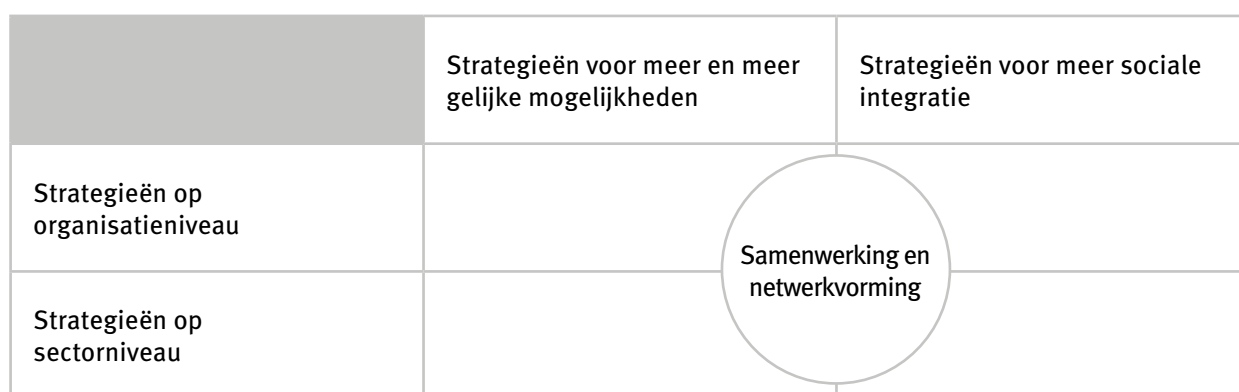 Strategieën voor meer en meer
gelijke mogelijkheden
Strategieën voor meer sociale
integratie
Strategieën op
organisatieniveau
Samenwerking en
netwerkvorming
Strategieën op
sectorniveau